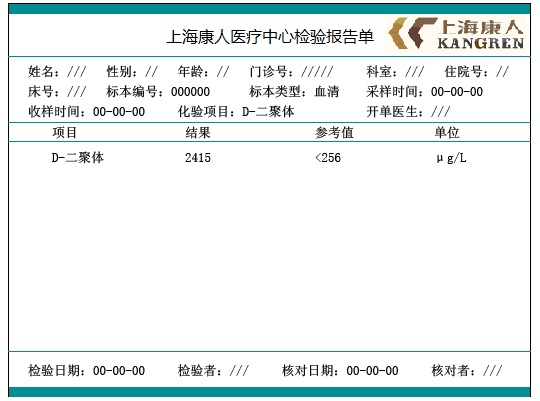 上海康人医疗中心检验报告单 上海康人
KANGREN
姓名：/// 性别：// 年龄：// 门诊号：///// 科室：/// 住院号：//
床号：/// 标本编号：000000 标本类型：血清 采样时间：00-00-00
收样时间：00-00-00 化验项目：D-二聚体 开单医生：///
项目 结果 参考值 单位
D-二聚体 2415 <256 μg/L
检验日期：00-00-00 检验者：/// 核对日期：00-00-00 核对者：///